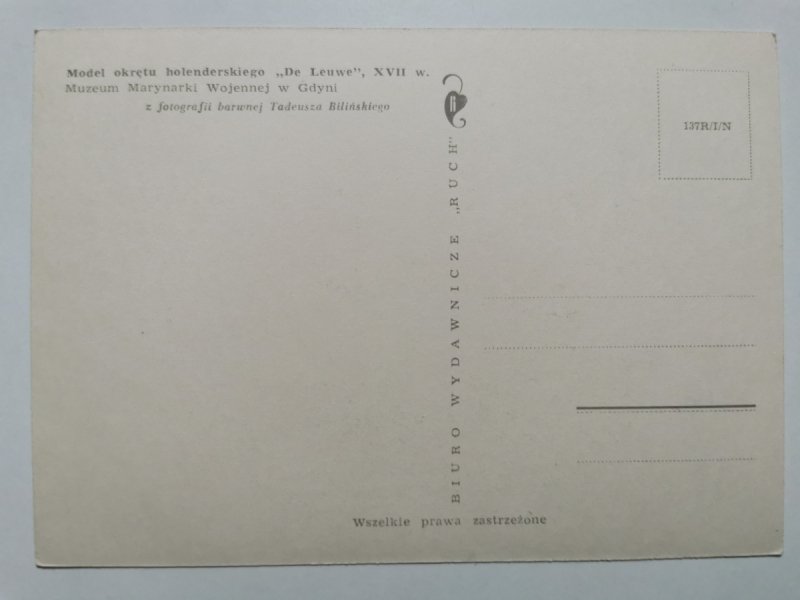 Model okrętu holenderskiego „De Leuwe”, XVII w.
Muzeum Marynarki Wojennej w Gdyni
z fotografii barwnej Tadeusza Bilińskiego
BIURO WYDAWNICZE „RUCH”
137R/I/N
Wszelkie prawa zastrzeżone